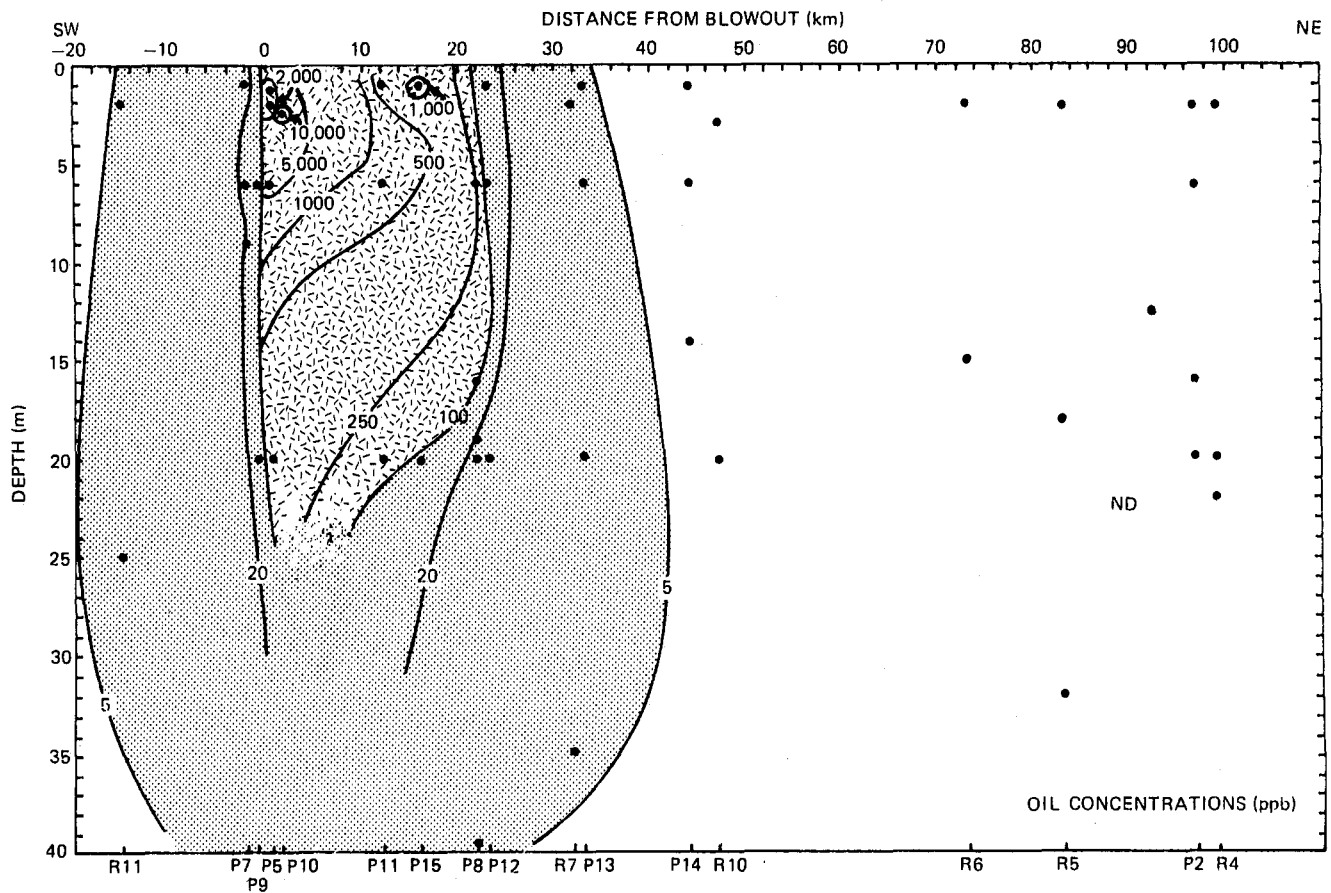 DISTANCE FROM BLOWOUT (km)
SW NE
-20 -10 0 10 20 30 40 50 60 70 80 90 100
0
2,000
1,000
10,000
5
5,000
500
1000
10
15
250
100
DEPTH (m)
20
ND
25
20
20
5
30
5
35
OIL CONCENTRATIONS (ppb)
40
R11 P7 P5 P10 P11 P15 P8 P12 R7 P13 P14 R10 R6 R5 P2 R4
P9